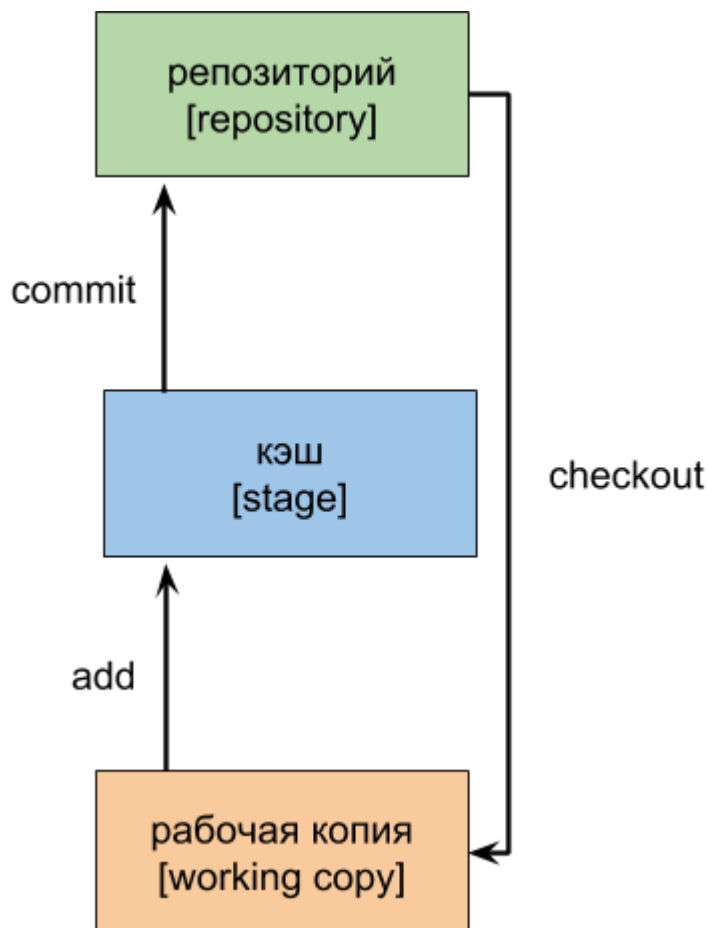 репозиторий
[repository]
commit
кэш
[stage]
checkout
add
рабочая копия
[working copy]